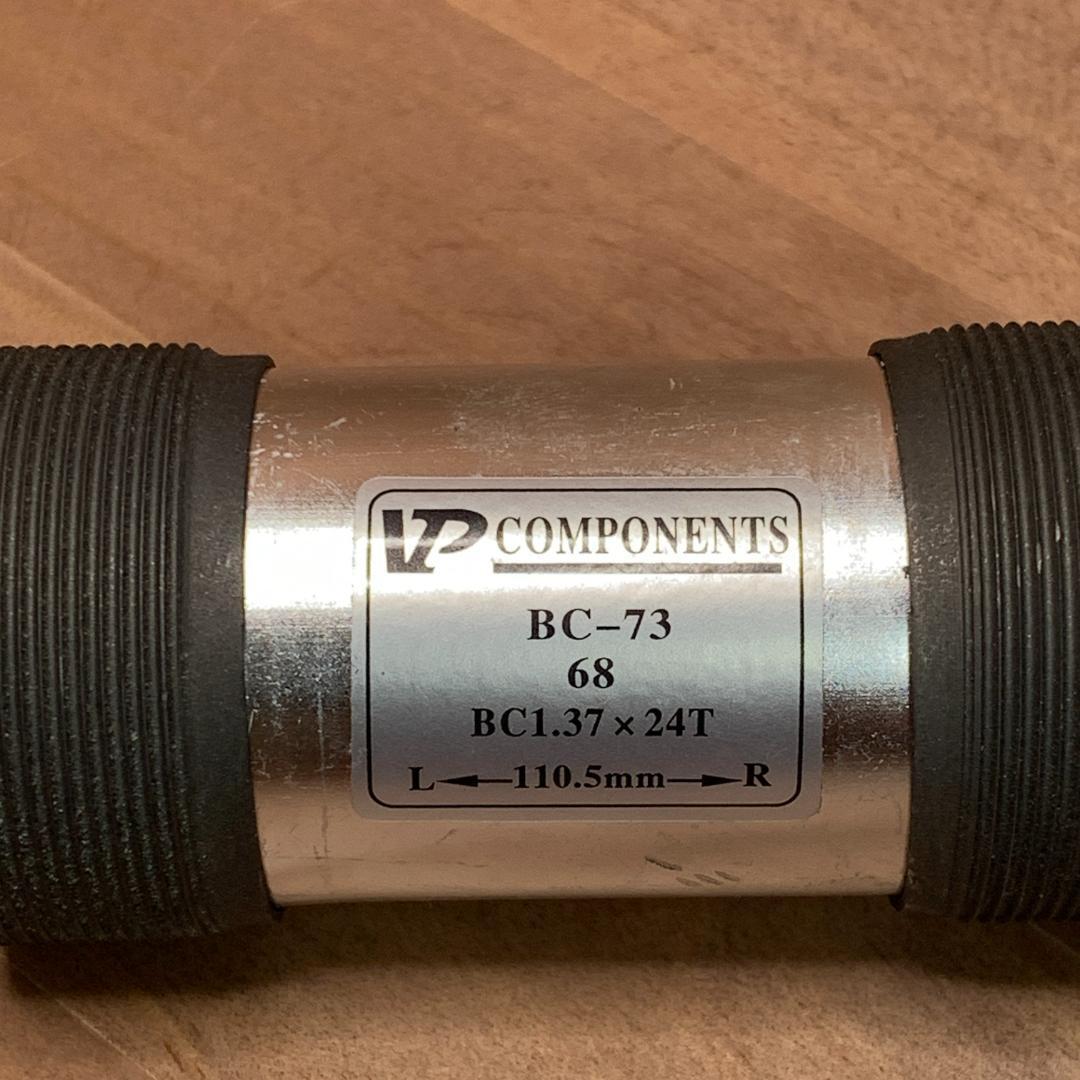 VP COMPONENTS
BC-73
68
BC1.37×24T
L 110.5mm R